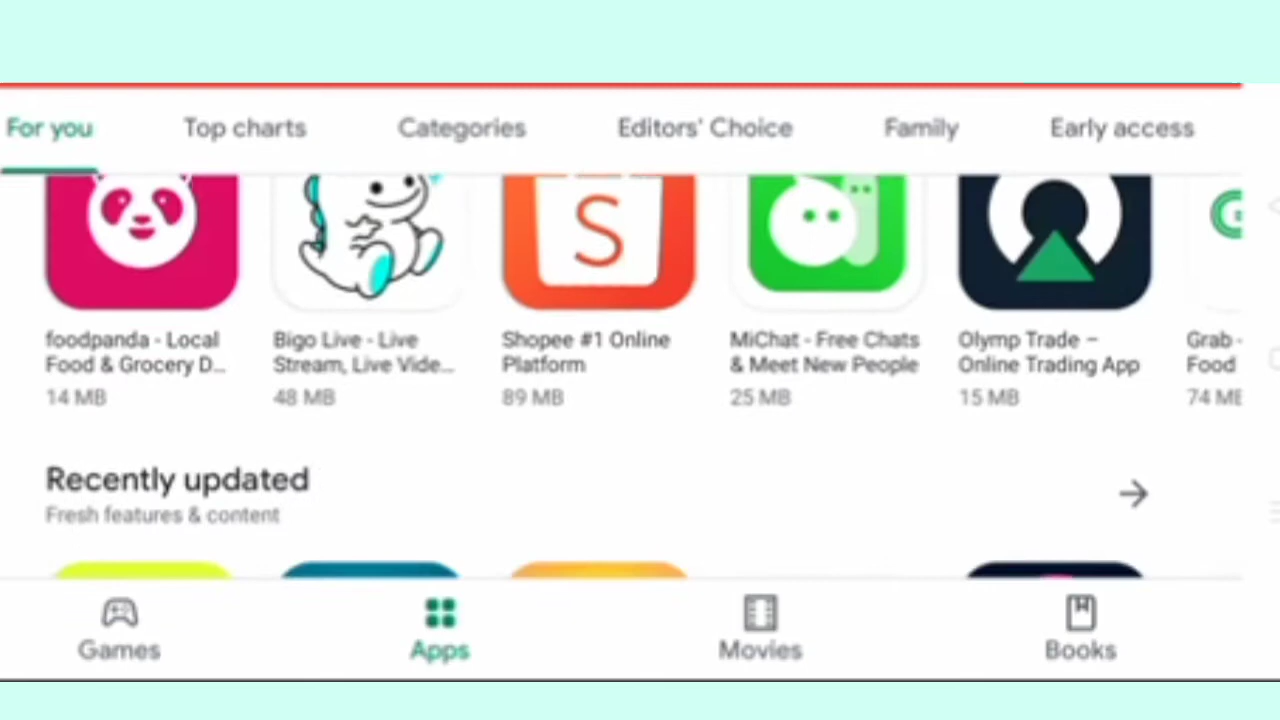 For you Top charts Categories Editors' Choice Family Early access
S
foodpanda - Local Bigo Live - Live Shopee #1 Online MiChat - Free Chats Olymp Trade – Grab -
Food & Grocery D... Stream, Live Vide... Platform & Meet New People Online Trading App Food
14 MB 48 MB 89 MB 25 MB 15 MB 74 MB
Recently updated
Fresh features & content
Games Apps Movies Books